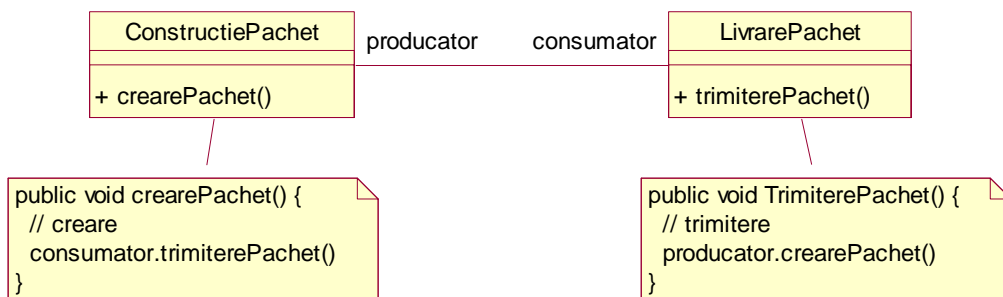 ConstructiePachet
producator
consumator
LivrarePachet
+ crearePachet()
+ trimiterePachet()
public void crearePachet() {
// creare
consumator.trimiterePachet()
}
public void TrimiterePachet() {
// trimitere
producator.crearePachet()
}